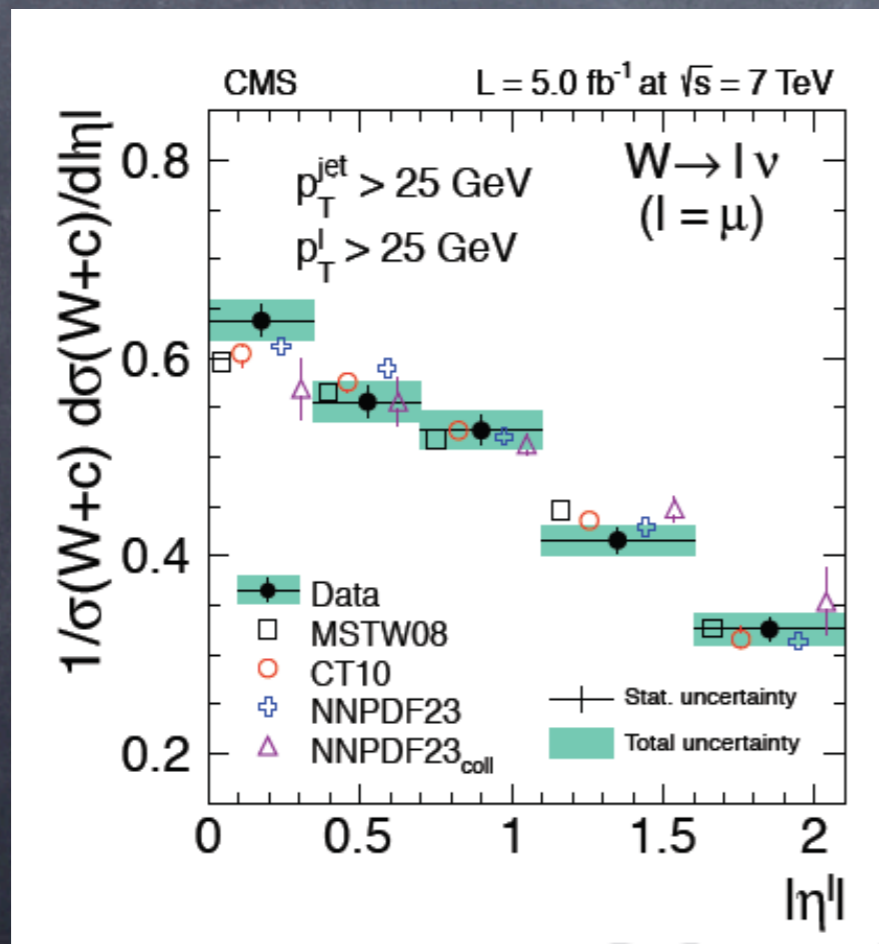 CMS L = 5.0 fb⁻¹ at √s = 7 TeV
1/σ(W+c) dσ(W+c)/d|η|
p_T^jet > 25 GeV
p_T^l > 25 GeV
W→ l ν
(l = μ)
0.8
0.6
0.4
0.2
Data
MSTW08
CT10
NNPDF23
NNPDF23_coll
Stat. uncertainty
Total uncertainty
0 0.5 1 1.5 2
|η^l|